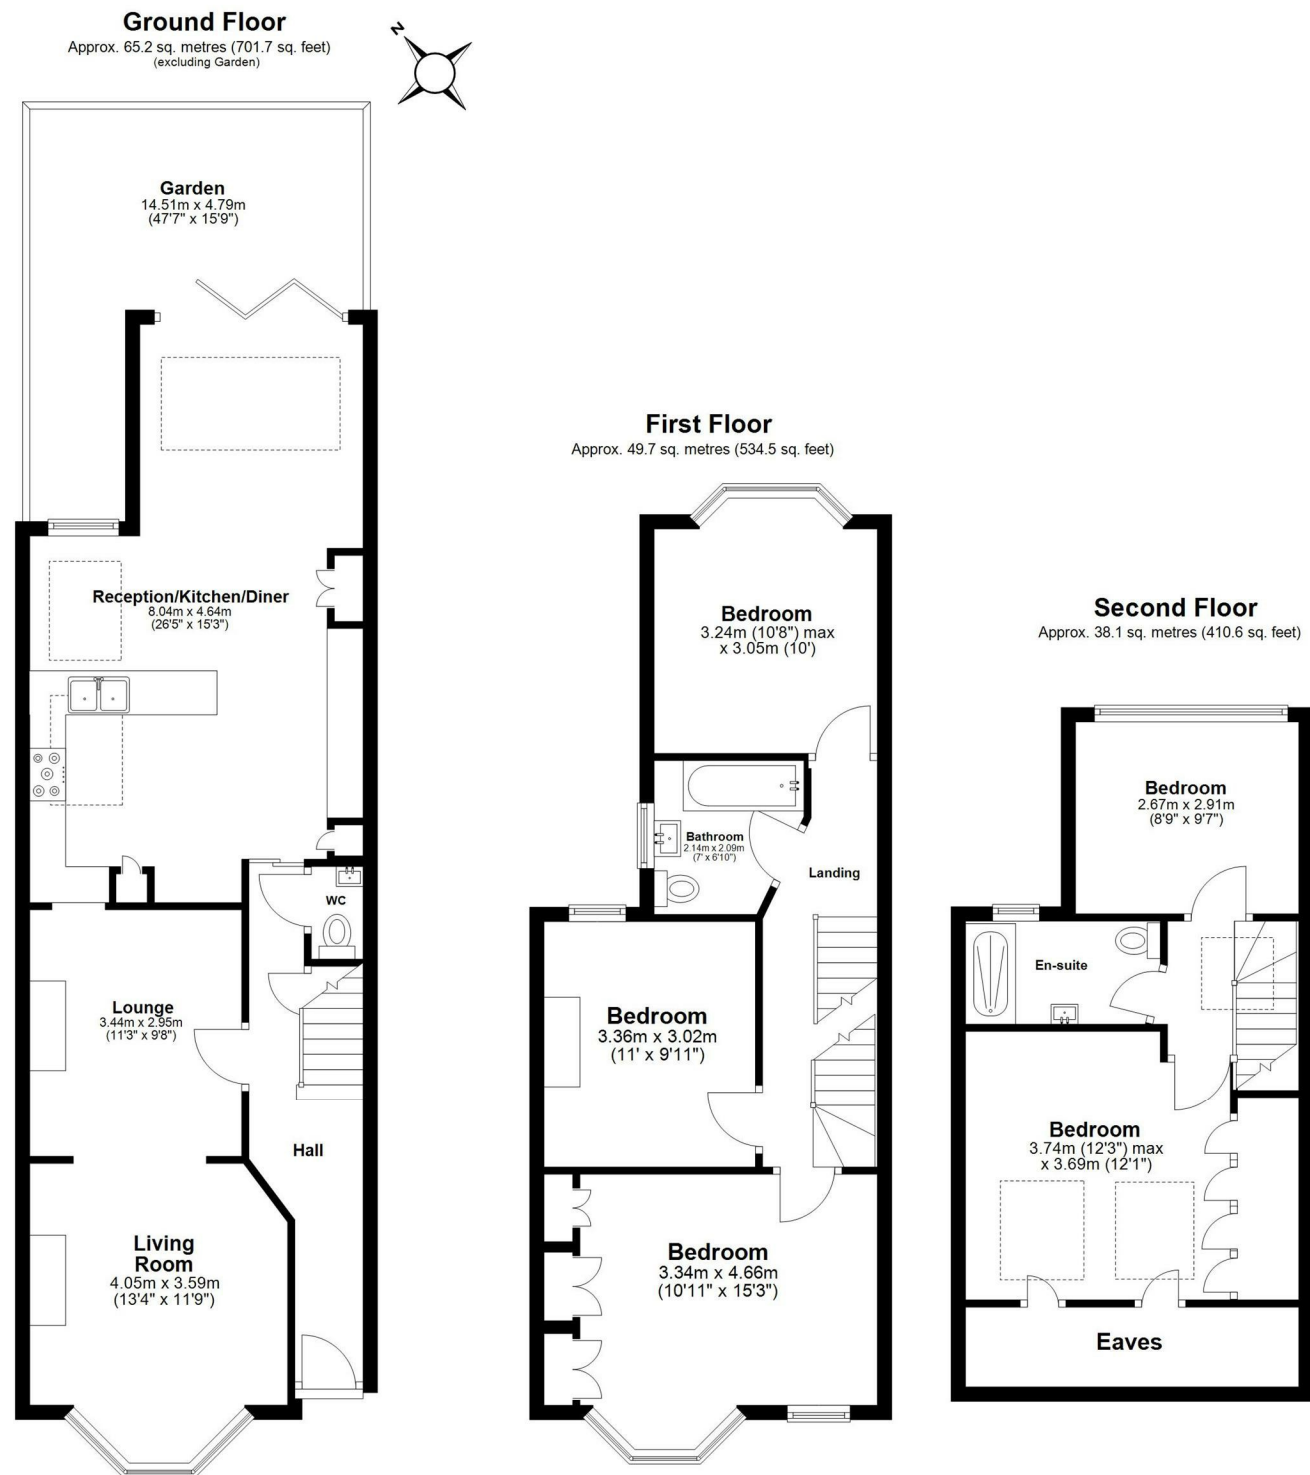 Ground Floor
Approx. 65.2 sq. metres (701.7 sq. feet)
(excluding Garden)
N
Garden
14.51m x 4.79m
(47'7" x 15'9")
Reception/Kitchen/Diner
8.04m x 4.64m
(26'5" x 15'3")
WC
Lounge
3.44m x 2.95m
(11'3" x 9'8")
Hall
Living
Room
4.05m x 3.59m
(13'4" x 11'9")
First Floor
Approx. 49.7 sq. metres (534.5 sq. feet)
Bedroom
3.24m (10'8") max
x 3.05m (10')
Bathroom
2.14m x 2.09m
(7' x 6'10")
Landing
Bedroom
3.36m x 3.02m
(11' x 9'11")
Bedroom
3.34m x 4.66m
(10'11" x 15'3")
Second Floor
Approx. 38.1 sq. metres (410.6 sq. feet)
Bedroom
2.67m x 2.91m
(8'9" x 9'7")
En-suite
Bedroom
3.74m (12'3") max
x 3.69m (12'1")
Eaves